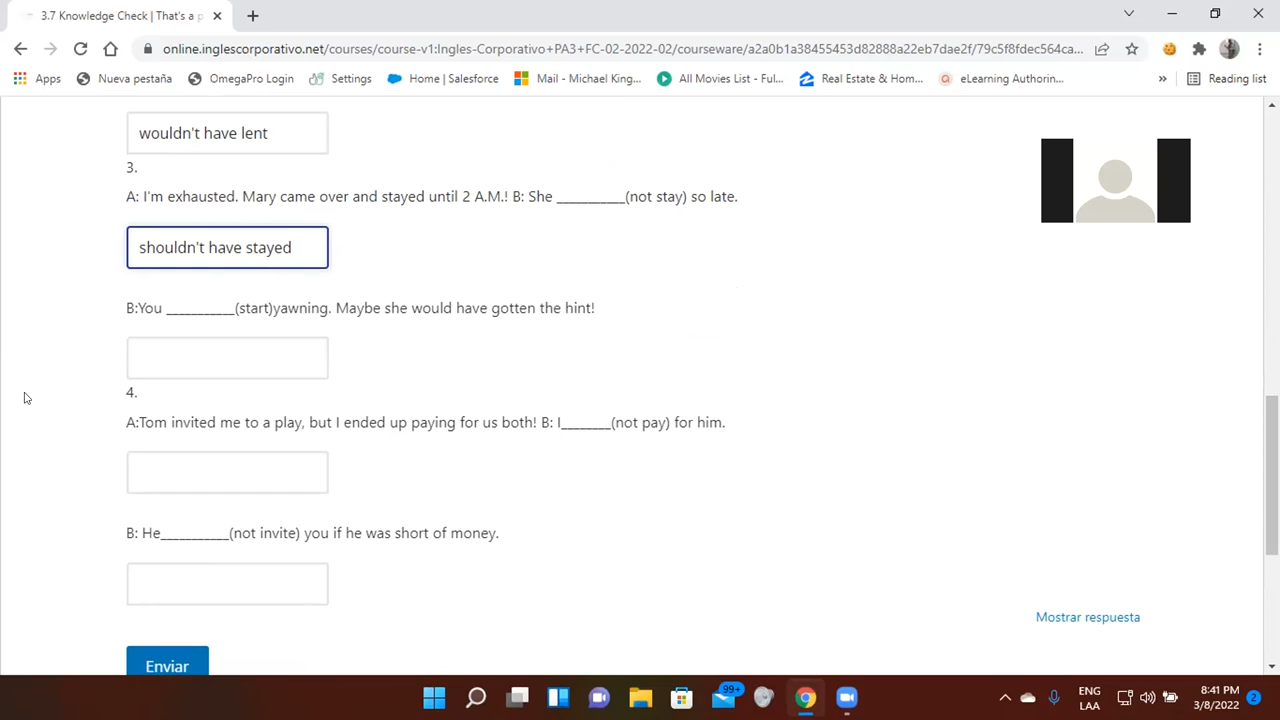 3.7 Knowledge Check | That's a p
online.inglescorporativo.net/courses/course-v1:Ingles-Corporativo+PA3+FC-02-2022-02/courseware/a2a0b1a38455453d82888a22eb7dae2f/79c5f8fdec564ca...
Apps Nueva pestaña OmegaPro Login Settings Home | Salesforce Mail - Michael King... All Movies List - Ful... Real Estate & Hom... eLearning Authorin... » Reading list
wouldn't have lent
3.
A: I'm exhausted. Mary came over and stayed until 2 A.M.! B: She ___________(not stay) so late.
shouldn't have stayed
B:You ___________(start)yawning. Maybe she would have gotten the hint!
4.
A:Tom invited me to a play, but I ended up paying for us both! B: I________(not pay) for him.
B: He___________(not invite) you if he was short of money.
Mostrar respuesta
Enviar
99+
ENG
LAA
8:41 PM
3/8/2022
2